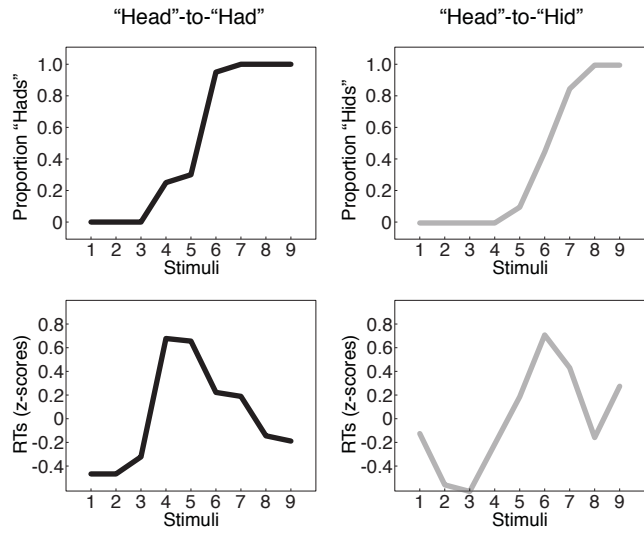 “Head”-to-“Had”
“Head”-to-“Hid”
Proportion “Hads”
1.0
0.8
0.6
0.4
0.2
0
1 2 3 4 5 6 7 8 9
Stimuli
Proportion “Hids”
1.0
0.8
0.6
0.4
0.2
0
1 2 3 4 5 6 7 8 9
Stimuli
RTs (z-scores)
0.8
0.6
0.4
0.2
0
-0.2
-0.4
1 2 3 4 5 6 7 8 9
Stimuli
RTs (z-scores)
0.8
0.6
0.4
0.2
0
-0.2
-0.4
1 2 3 4 5 6 7 8 9
Stimuli